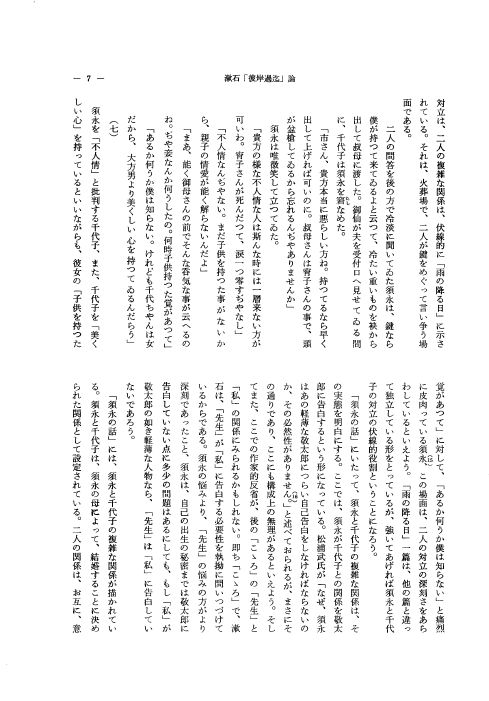 漱石「彼岸過迄」論
― 7 ―
対立は、二人の複雑な関係は、伏線的に「雨の降る日」に示さ
れている。それは、火葬場で、二人が鍵をめぐって言い争う場
面である。
二人の問答を後の方で冷淡に聞いてゐた須永は、鍵なら
僕が持つて来てゐるよと云つて、冷たい重いものを袂から
出して叔母に渡した。御仙が夫を受付口へ見せてゐる間
に、千代子は須永を窘なめた。
「市さん、貴方本当に悪らしい方ね。持つてるなら早く
出して上げれば可いのに。叔母さんは宵子さんの事で、頭
が盆槍してゐるから忘れるんぢやありませんか」
須永は唯微笑して立つてゐた。
「貴方の様な不人情な人は斯んな時には一層来ない方が
可いわ。宵子さんが死んだつて、涙一つ零すぢやなし」
「不人情なんぢやない。まだ子供を持つた事がないか
ら、親子の情愛が能く解らないんだよ」
「まあ、能く御母さんの前でそんな呑気な事が云へるの
ね。ぢや妾なんか何うしたの。何時子供持つた覚があつて」
「あるか何うか僕は知らない。けれども千代ちやんは女
だから、大方男より美くしい心を持つてゐるんだらう」
(七)
須永を「不人情」と批判する千代子、また、千代子を「美く
しい心」を持っているといいながらも、彼女の「子供を持つた
覚があつて」に対して、「あるか何うか僕は知らない」と痛烈
に皮肉っている須永、この場面は、二人の対立の深刻さをあら
わしているといえよう。「雨の降る日」一篇は、他の篇と違っ
て独立している形をとっているが、強いてあげれば須永と千代
子の対立の伏線的役割ということになろう。
「須永の話」にいたって、須永と千代子の複雑な関係は、そ
の実態を明白にする。ここでは、須永が千代子との関係を敬太
郎に告白するという形になっている。松浦武氏が「なぜ、須永
はあの軽薄な敬太郎につらい自己告白をしなければならないの
か、その必然性がありません。」と述べておられるが、まさにそ
の通りであり、ここにも構成上の無理があるといえよう。そし
てまた、ここでの作家的反省が、後の「こゝろ」の「先生」と
「私」の関係にみられるかもしれない。即ち「こゝろ」で、漱
石は、「先生」が「私」に告白する必要性を執拗に問いつづけて
いるからである。須永の悩みより、「先生」の悩みの方がより
深刻であったこと、須永は、自己の出生の秘密までは敬太郎に
告白していない点に多少の問題はあるにしても、もし「私」が
敬太郎の如き軽薄な人物なら、「先生」は「私」に告白してい
ないであろう。
「須永の話」には、須永と千代子の複雑な関係が描かれてい
る。須永と千代子は、須永の母によって、結婚することに決め
られた関係として設定されている。二人の関係は、お互に、意